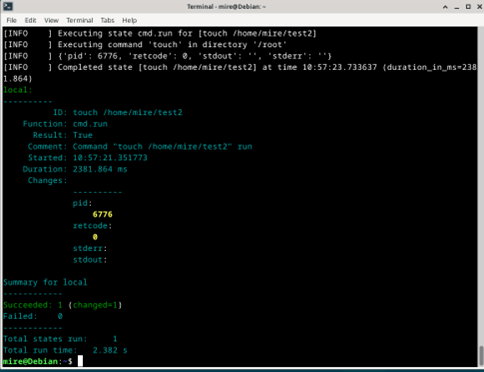 Terminal - mire@Debian: ~
File Edit View Terminal Tabs Help
[INFO    ] Executing state cmd.run for [touch /home/mire/test2]
[INFO    ] Executing command 'touch' in directory '/root'
[INFO    ] {'pid': 6776, 'retcode': 0, 'stdout': '', 'stderr': ''}
[INFO    ] Completed state [touch /home/mire/test2] at time 10:57:23.733637 (duration_in_ms=238
1.864)
local:
----------
          ID: touch /home/mire/test2
    Function: cmd.run
      Result: True
     Comment: Command "touch /home/mire/test2" run
     Started: 10:57:21.351773
    Duration: 2381.864 ms
     Changes:
              ----------
              pid:
                  6776
              retcode:
                  0
              stderr:
              stdout:
Summary for local
------------
Succeeded: 1 (changed=1)
Failed:    0
------------
Total states run:     1
Total run time:   2.382 s
mire@Debian:~$